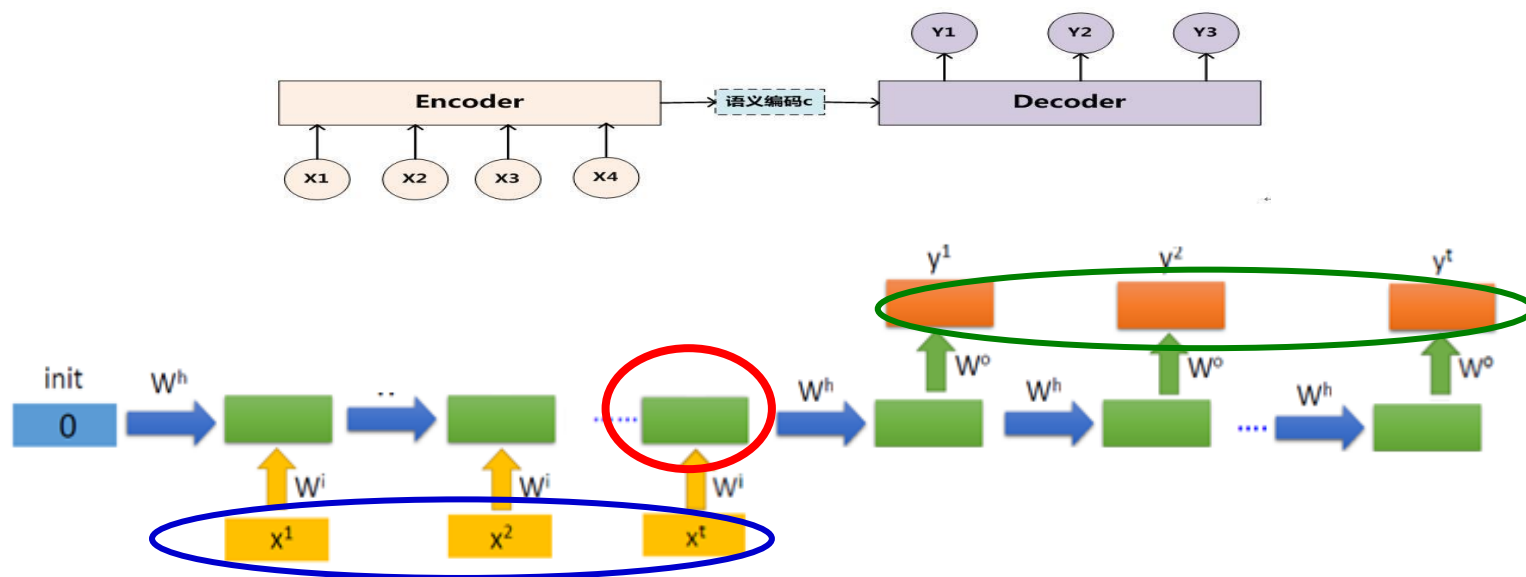 Y1 Y2 Y3
Encoder 语义编码c Decoder
X1 X2 X3 X4
y¹ y² yᵗ
init Wʰ Wʰ Wᵒ Wʰ Wᵒ Wʰ Wᵒ
0
Wⁱ Wⁱ Wⁱ
x¹ x² xᵗ